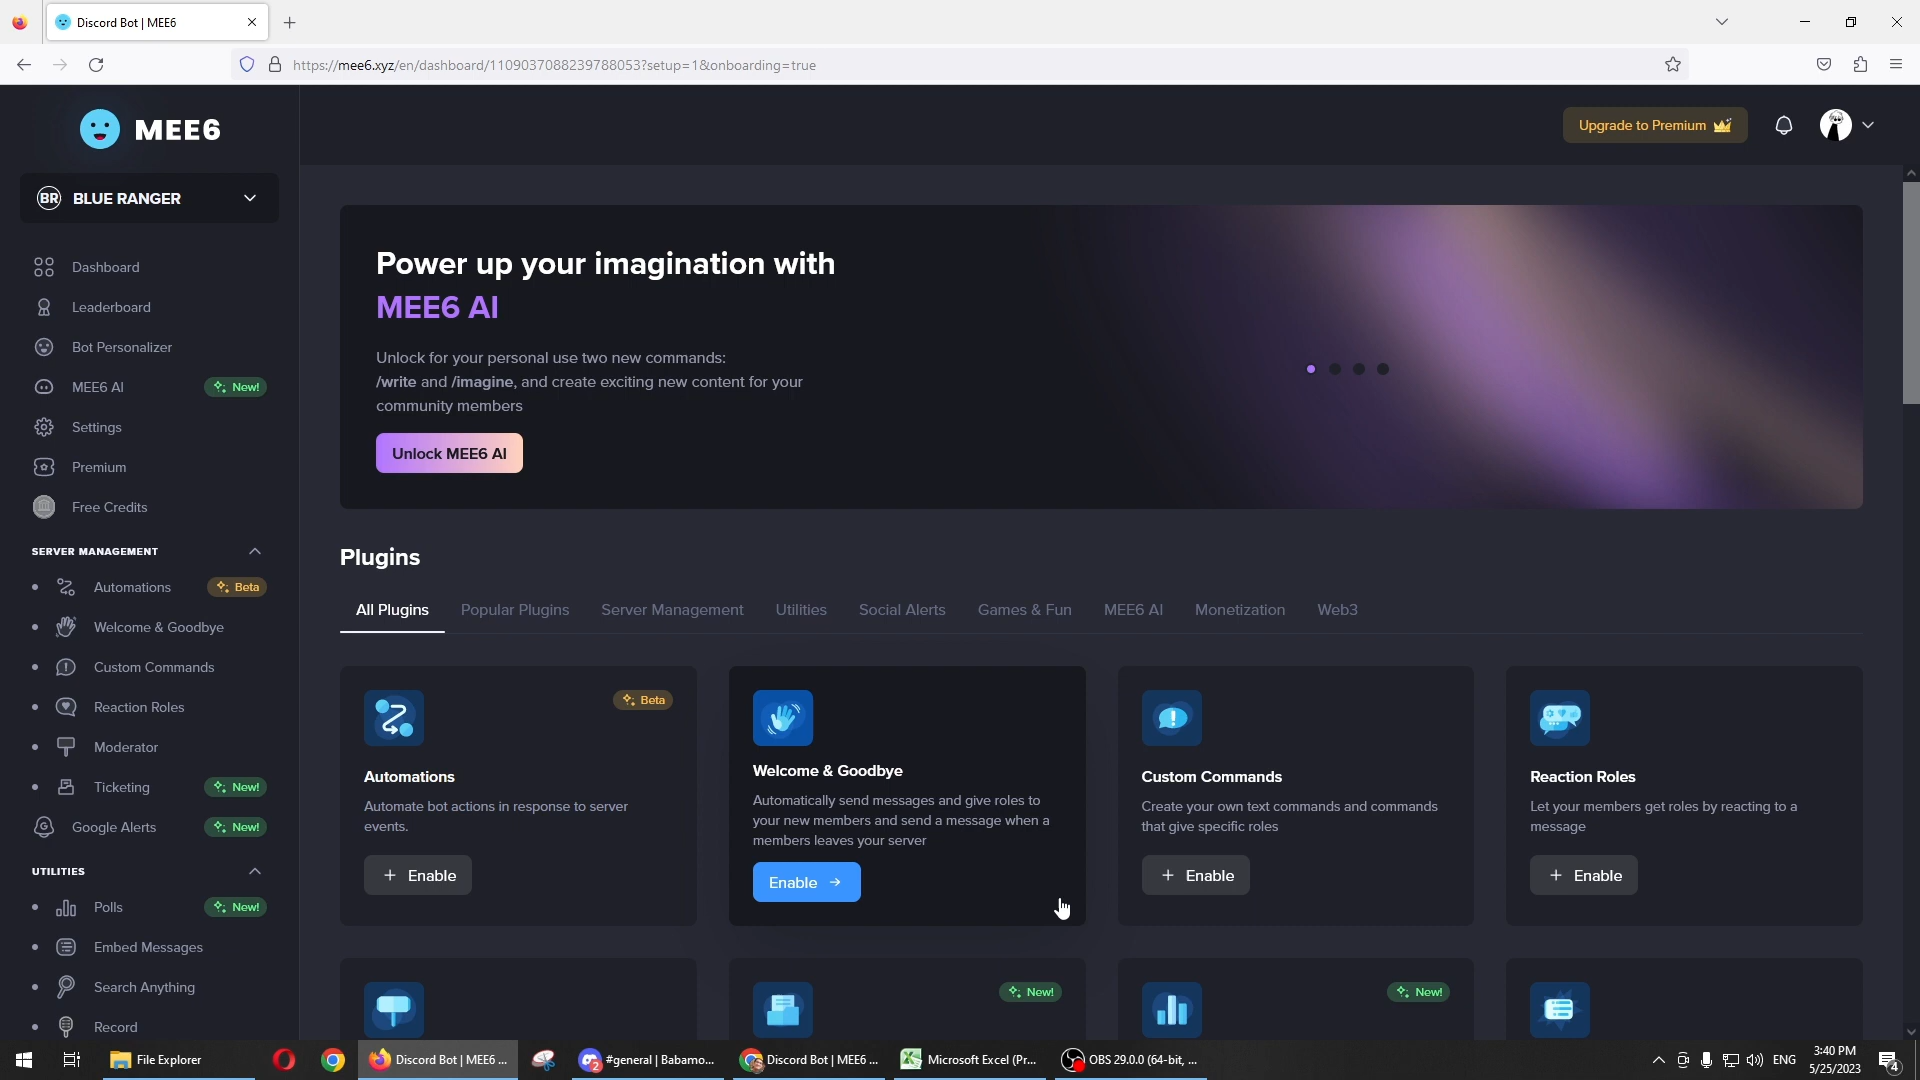 Discord Bot | MEE6
https://mee6.xyz/en/dashboard/1109037088239788053?setup=1&onboarding=true
MEE6
Upgrade to Premium
BR BLUE RANGER
Dashboard
Leaderboard
Bot Personalizer
MEE6 AI New!
Settings
Premium
Free Credits
SERVER MANAGEMENT
Automations Beta
Welcome & Goodbye
Custom Commands
Reaction Roles
Moderator
Ticketing New!
Google Alerts New!
UTILITIES
Polls New!
Embed Messages
Search Anything
Record
Power up your imagination with
MEE6 AI
Unlock for your personal use two new commands:
/write and /imagine, and create exciting new content for your
community members
Unlock MEE6 AI
Plugins
All Plugins Popular Plugins Server Management Utilities Social Alerts Games & Fun MEE6 AI Monetization Web3
Beta
Automations
Automate bot actions in response to server
events.
+ Enable
Welcome & Goodbye
Automatically send messages and give roles to
your new members and send a message when a
members leaves your server
Enable →
Custom Commands
Create your own text commands and commands
that give specific roles
+ Enable
Reaction Roles
Let your members get roles by reacting to a
message
+ Enable
New!
New!
File Explorer
Discord Bot | MEE6 ...
2
#general | Babamo...
Discord Bot | MEE6 ...
Microsoft Excel (Pr...
OBS 29.0.0 (64-bit, ...
ENG
3:40 PM
5/25/2023
4